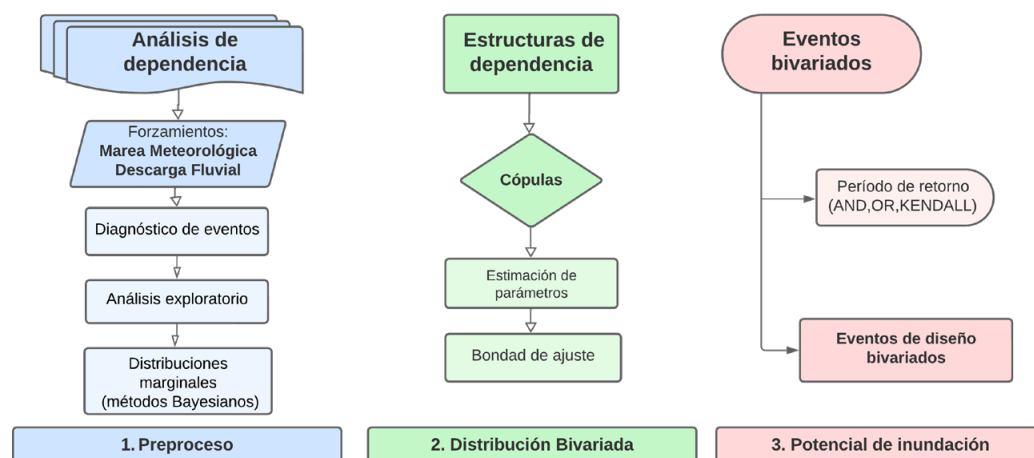 Análisis de
dependencia
Forzamientos:
Marea Meteorológica
Descarga Fluvial
Diagnóstico de eventos
Análisis exploratorio
Distribuciones
marginales
(métodos Bayesianos)
1. Preproceso
Estructuras de
dependencia
Cópulas
Estimación de
parámetros
Bondad de ajuste
2. Distribución Bivariada
Eventos
bivariados
Período de retorno
(AND,OR,KENDALL)
Eventos de diseño
bivariados
3. Potencial de inundación